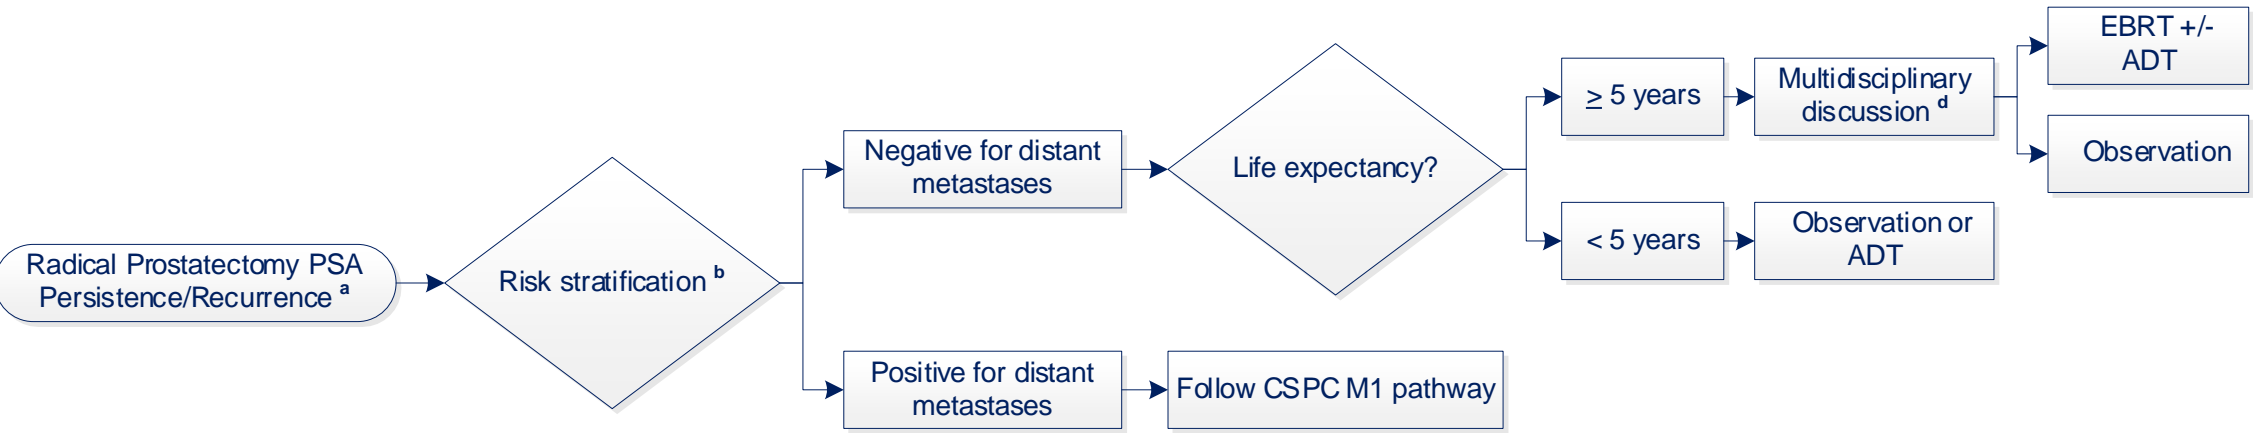 Radical Prostatectomy PSA
Persistence/Recurrence a
Risk stratification b
Negative for distant
metastases
Life expectancy?
≥ 5 years
Multidisciplinary
discussion d
EBRT +/-
ADT
Observation
< 5 years
Observation or
ADT
Positive for distant
metastases
Follow CSPC M1 pathway